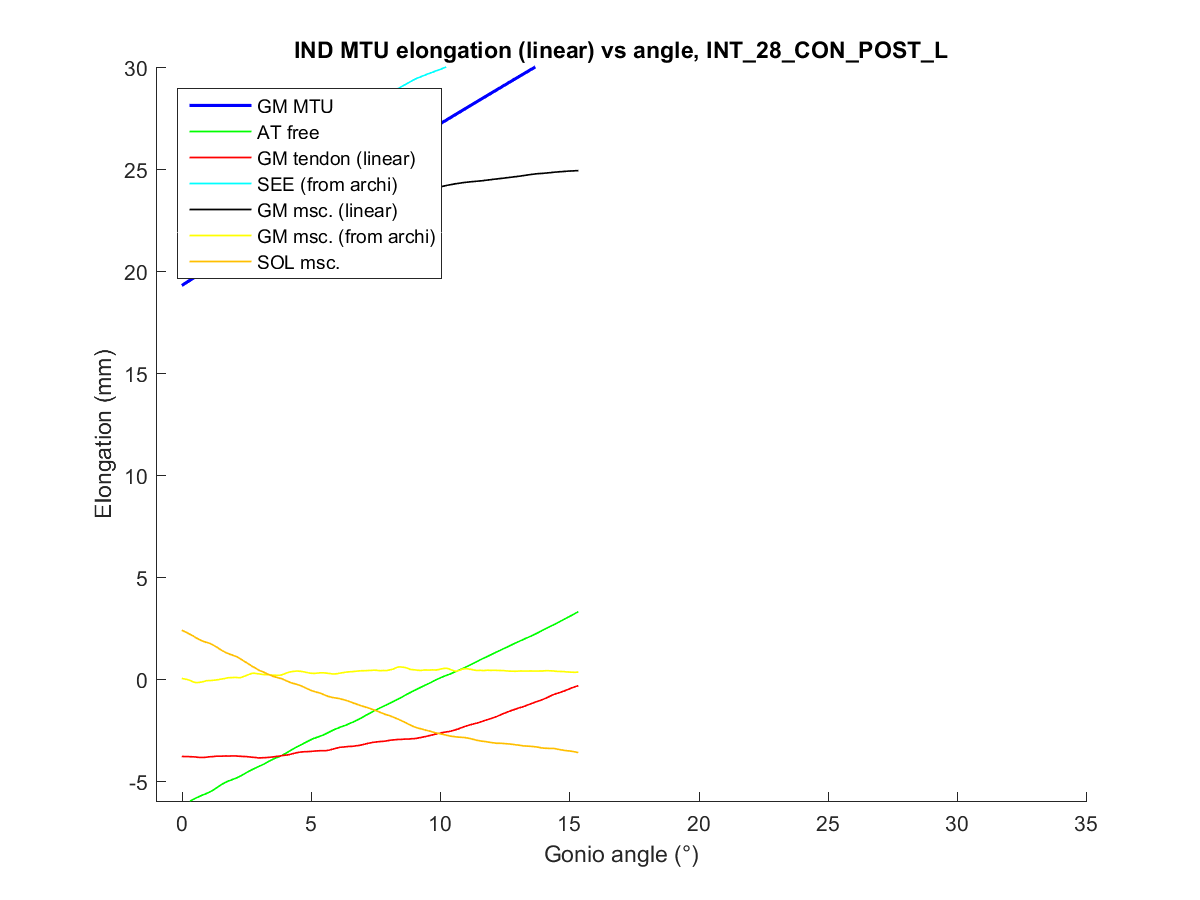 IND MTU elongation (linear) vs angle, INT_28_CON_POST_L
30
25
20
15
10
5
0
-5
Elongation (mm)
GM MTU
AT free
GM tendon (linear)
SEE (from archi)
GM msc. (linear)
GM msc. (from archi)
SOL msc.
0 5 10 15 20 25 30 35
Gonio angle (°)